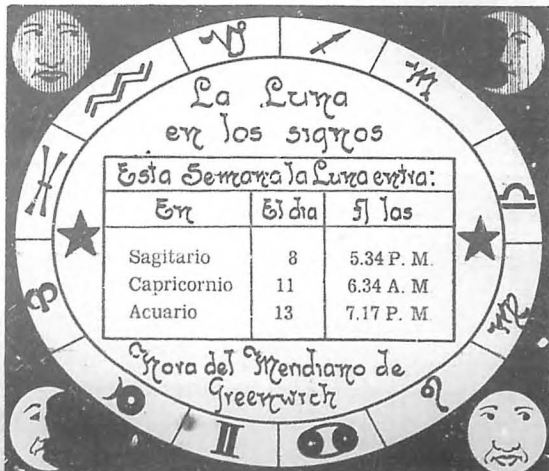 La Luna
en los signos
Esta Semana la Luna entra:
En El dia A las
Sagitario 8 5.34 P. M.
Capricornio 11 6.34 A. M
Acuario 13 7.17 P. M.
Hora del Meridiano de
Greenwich